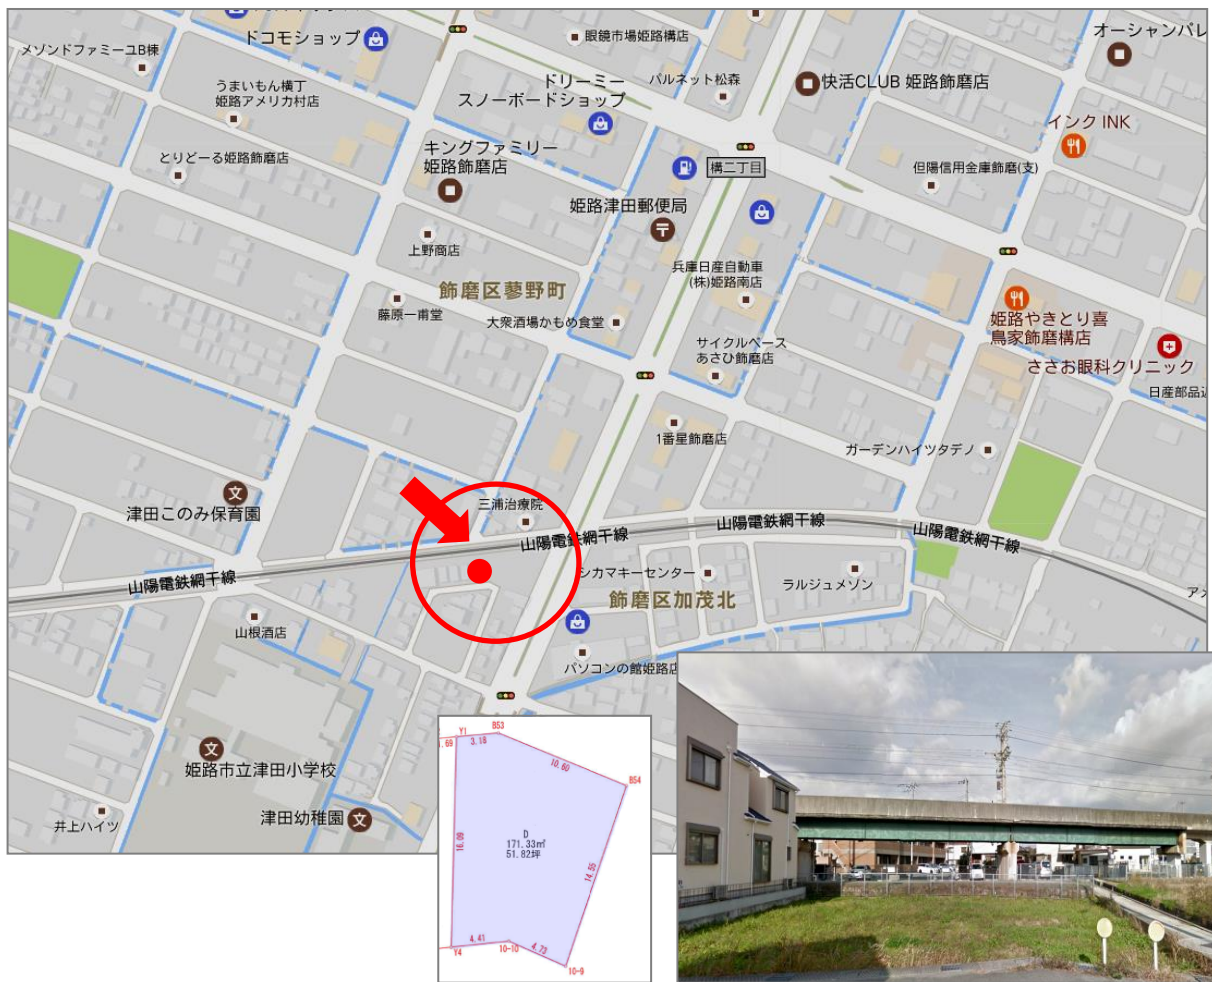 ドコモショップ
眼鏡市場姫路構店
オーシャンパレ
メゾンドファミーユB棟
うまいもん横丁
姫路アメリカ村店
ドリーミー
スノーボードショップ
パルネット松森
快活CLUB 姫路飾磨店
インク INK
とりどーる姫路飾磨店
キングファミリー
姫路飾磨店
構二丁目
但陽信用金庫飾磨(支)
姫路津田郵便局
上野商店
兵庫日産自動車
(株)姫路南店
飾磨区蓼野町
藤原一甫堂
大衆酒場かもめ食堂
姫路やきとり喜
鳥家飾磨構店
サイクルベース
あさひ飾磨店
ささお眼科クリニック
日産部品近
1番星飾磨店
ガーデンハイツタデノ
文
津田このみ保育園
三浦治療院
山陽電鉄網干線
山陽電鉄網干線
山陽電鉄網干線
山陽電鉄網干線
シカマキーセンター
ラルジュメゾン
飾磨区加茂北
山根酒店
パソコンの館姫路店
文
姫路市立津田小学校
井上ハイツ
津田幼稚園
文
Y1
B53
.69
3.16
10.60
B54
D
171.33㎡
51.82坪
16.09
14.55
4.41
10-10
4.73
Y4
10-9